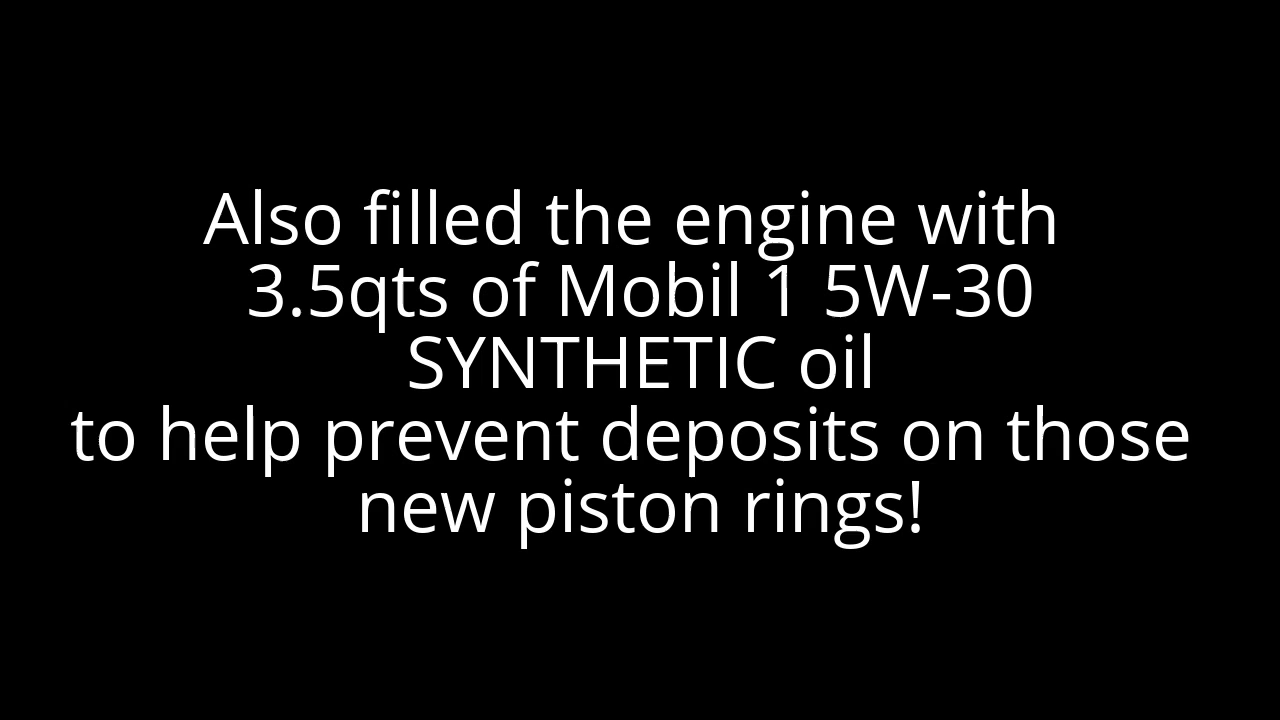 Also filled the engine with
3.5qts of Mobil 1 5W-30
SYNTHETIC oil
to help prevent deposits on those
new piston rings!